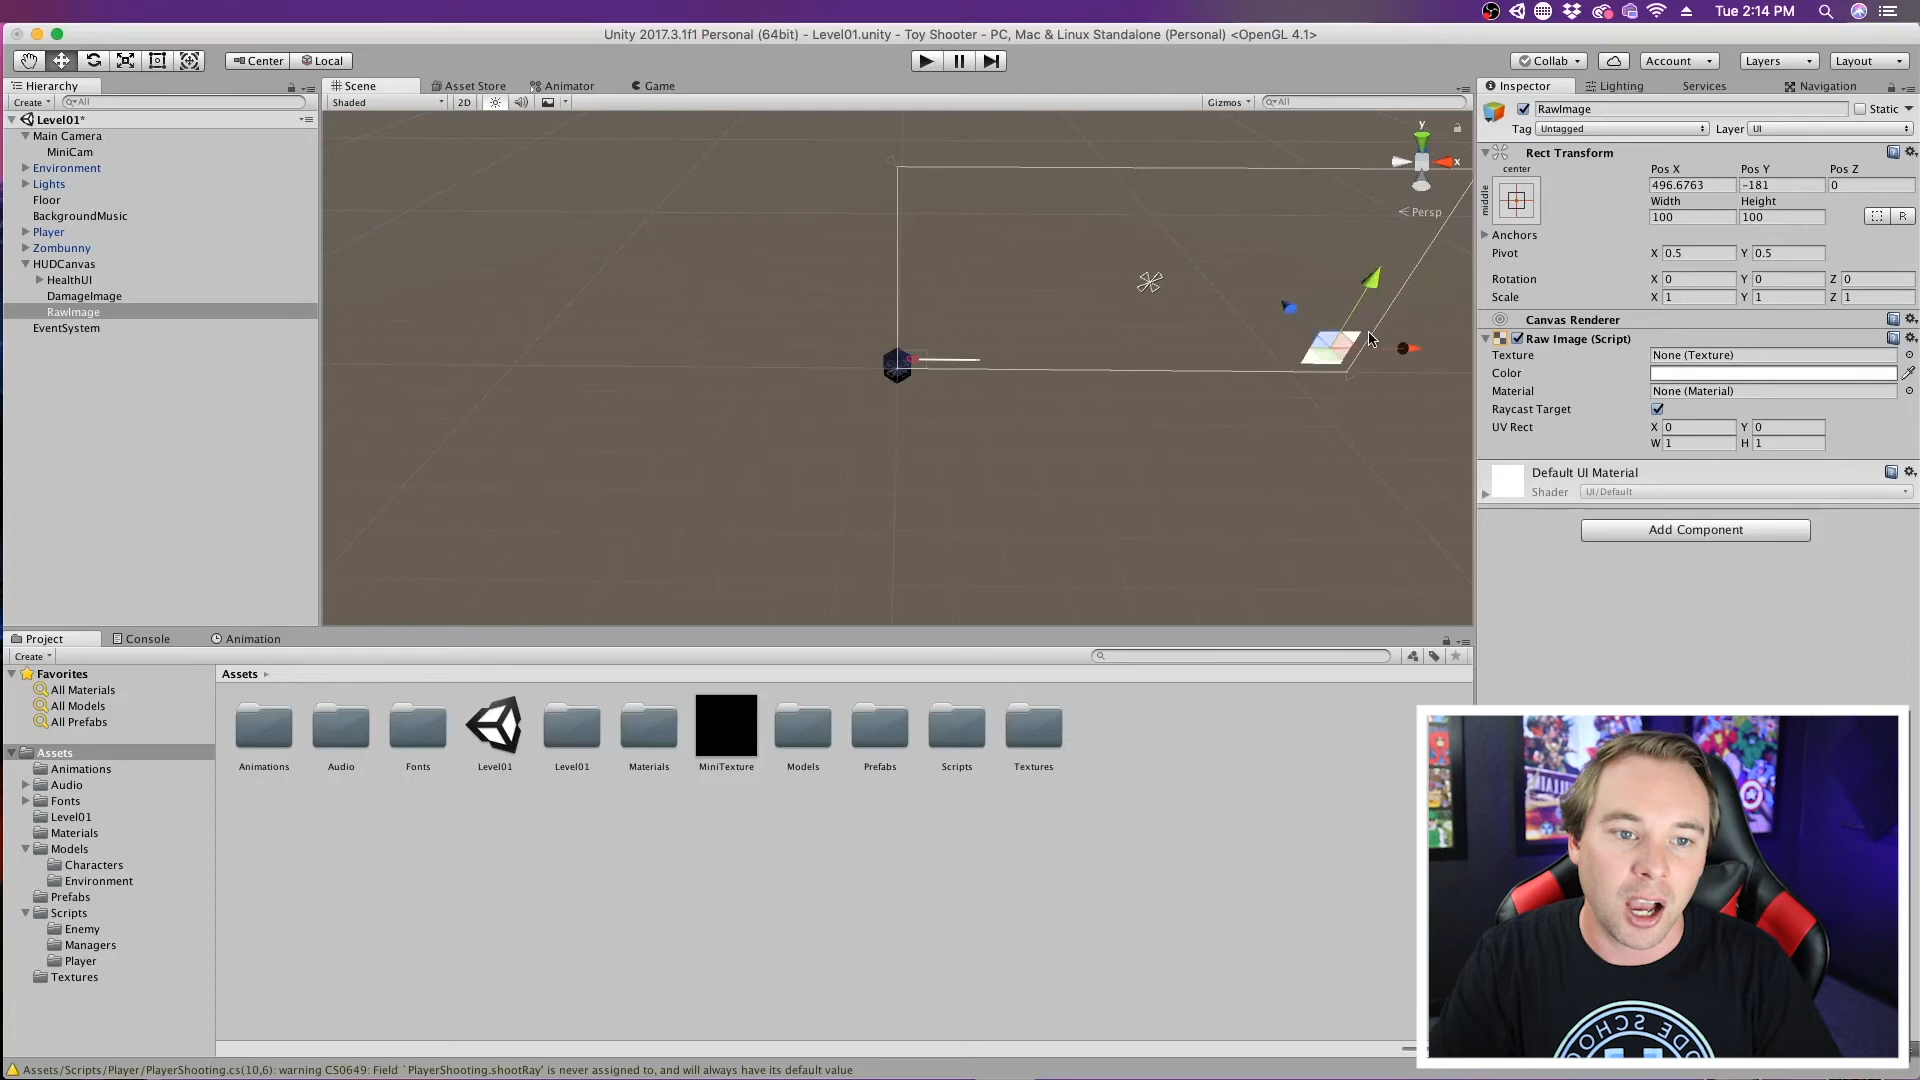 Tue 2:14 PM
Unity 2017.3.1f1 Personal (64bit) - Level01.unity - Toy Shooter - PC, Mac & Linux Standalone (Personal) <OpenGL 4.1>
Center
Local
Collab
Account
Layers
Layout
Hierarchy
Create
All
Level01*
Main Camera
MiniCam
Environment
Lights
Floor
BackgroundMusic
Player
Zombunny
HUDCanvas
HealthUI
DamageImage
RawImage
EventSystem
Scene
Asset Store
Animator
Game
Shaded
2D
Gizmos
All
y
x
Persp
Inspector
Lighting
Services
Navigation
RawImage
Static
Tag Untagged
Layer UI
Rect Transform
center
middle
Pos X Pos Y Pos Z
496.6763 -181 0
Width Height
100 100
R
Anchors
Pivot X 0.5 Y 0.5
Rotation X 0 Y 0 Z 0
Scale X 1 Y 1 Z 1
Canvas Renderer
Raw Image (Script)
Texture None (Texture)
Color
Material None (Material)
Raycast Target
UV Rect X 0 Y 0
W 1 H 1
Default UI Material
Shader UI/Default
Add Component
Project
Console
Animation
Create
Favorites
All Materials
All Models
All Prefabs
Assets
Animations
Audio
Fonts
Level01
Materials
Models
Characters
Environment
Prefabs
Scripts
Enemy
Managers
Player
Textures
Assets
Animations
Audio
Fonts
Level01
Level01
Materials
MiniTexture
Models
Prefabs
Scripts
Textures
Assets/Scripts/Player/PlayerShooting.cs(10,6): warning CS0649: Field `PlayerShooting.shootRay' is never assigned to, and will always have its default value